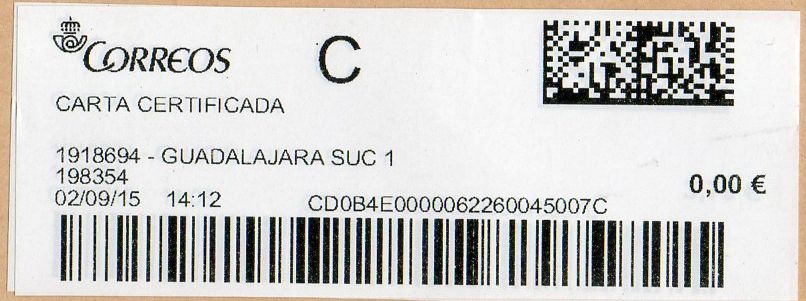 CORREOS
C
CARTA CERTIFICADA
1918694 - GUADALAJARA SUC 1
198354
0,00 €
02/09/15 14:12 CD0B4E0000062260045007C